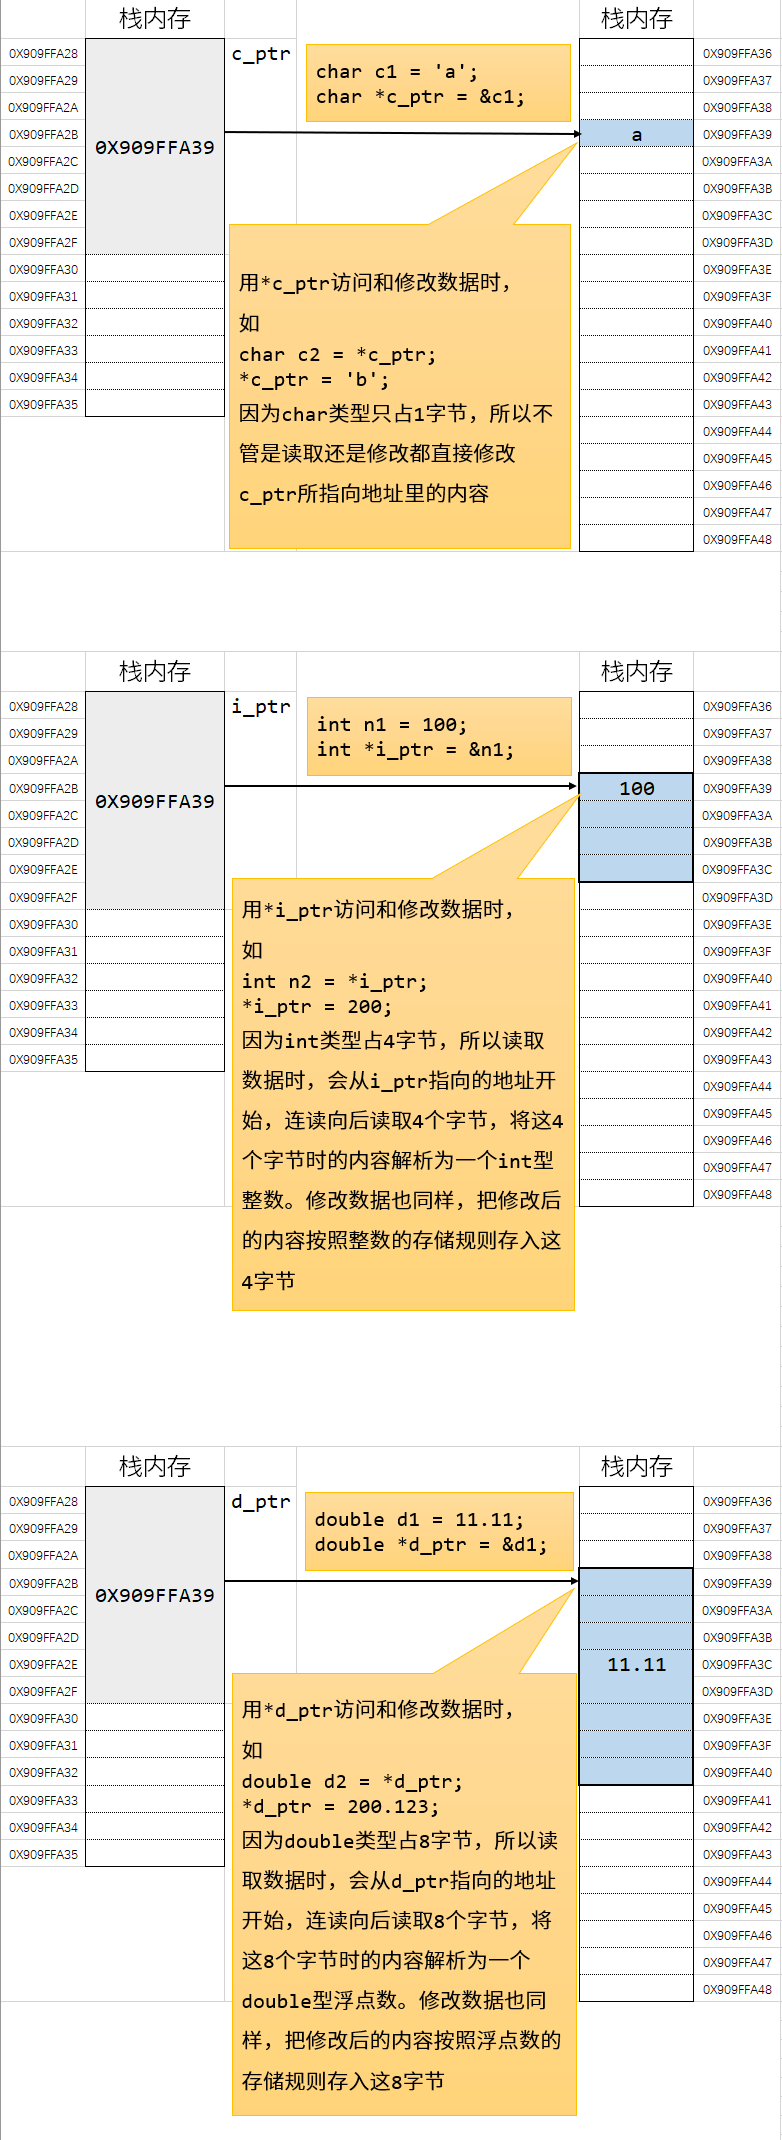 栈内存
栈内存
0X909FFA28
0X909FFA29
0X909FFA2A
0X909FFA2B
0X909FFA2C
0X909FFA2D
0X909FFA2E
0X909FFA2F
0X909FFA30
0X909FFA31
0X909FFA32
0X909FFA33
0X909FFA34
0X909FFA35
0X909FFA39
c_ptr
char c1 = 'a';
char *c_ptr = &c1;
用*c_ptr访问和修改数据时，
如
char c2 = *c_ptr;
*c_ptr = 'b';
因为char类型只占1字节，所以不
管是读取还是修改都直接修改
c_ptr所指向地址里的内容
a
0X909FFA36
0X909FFA37
0X909FFA38
0X909FFA39
0X909FFA3A
0X909FFA3B
0X909FFA3C
0X909FFA3D
0X909FFA3E
0X909FFA3F
0X909FFA40
0X909FFA41
0X909FFA42
0X909FFA43
0X909FFA44
0X909FFA45
0X909FFA46
0X909FFA47
0X909FFA48
栈内存
栈内存
0X909FFA28
0X909FFA29
0X909FFA2A
0X909FFA2B
0X909FFA2C
0X909FFA2D
0X909FFA2E
0X909FFA2F
0X909FFA30
0X909FFA31
0X909FFA32
0X909FFA33
0X909FFA34
0X909FFA35
0X909FFA39
i_ptr
int n1 = 100;
int *i_ptr = &n1;
用*i_ptr访问和修改数据时，
如
int n2 = *i_ptr;
*i_ptr = 200;
因为int类型占4字节，所以读取
数据时，会从i_ptr指向的地址开
始，连读向后读取4个字节，将这4
个字节时的内容解析为一个int型
整数。修改数据也同样，把修改后
的内容按照整数的存储规则存入这
4字节
100
0X909FFA36
0X909FFA37
0X909FFA38
0X909FFA39
0X909FFA3A
0X909FFA3B
0X909FFA3C
0X909FFA3D
0X909FFA3E
0X909FFA3F
0X909FFA40
0X909FFA41
0X909FFA42
0X909FFA43
0X909FFA44
0X909FFA45
0X909FFA46
0X909FFA47
0X909FFA48
栈内存
栈内存
0X909FFA28
0X909FFA29
0X909FFA2A
0X909FFA2B
0X909FFA2C
0X909FFA2D
0X909FFA2E
0X909FFA2F
0X909FFA30
0X909FFA31
0X909FFA32
0X909FFA33
0X909FFA34
0X909FFA35
0X909FFA39
d_ptr
double d1 = 11.11;
double *d_ptr = &d1;
用*d_ptr访问和修改数据时，
如
double d2 = *d_ptr;
*d_ptr = 200.123;
因为double类型占8字节，所以读
取数据时，会从d_ptr指向的地址
开始，连读向后读取8个字节，将
这8个字节时的内容解析为一个
double型浮点数。修改数据也同
样，把修改后的内容按照浮点数的
存储规则存入这8字节
11.11
0X909FFA36
0X909FFA37
0X909FFA38
0X909FFA39
0X909FFA3A
0X909FFA3B
0X909FFA3C
0X909FFA3D
0X909FFA3E
0X909FFA3F
0X909FFA40
0X909FFA41
0X909FFA42
0X909FFA43
0X909FFA44
0X909FFA45
0X909FFA46
0X909FFA47
0X909FFA48